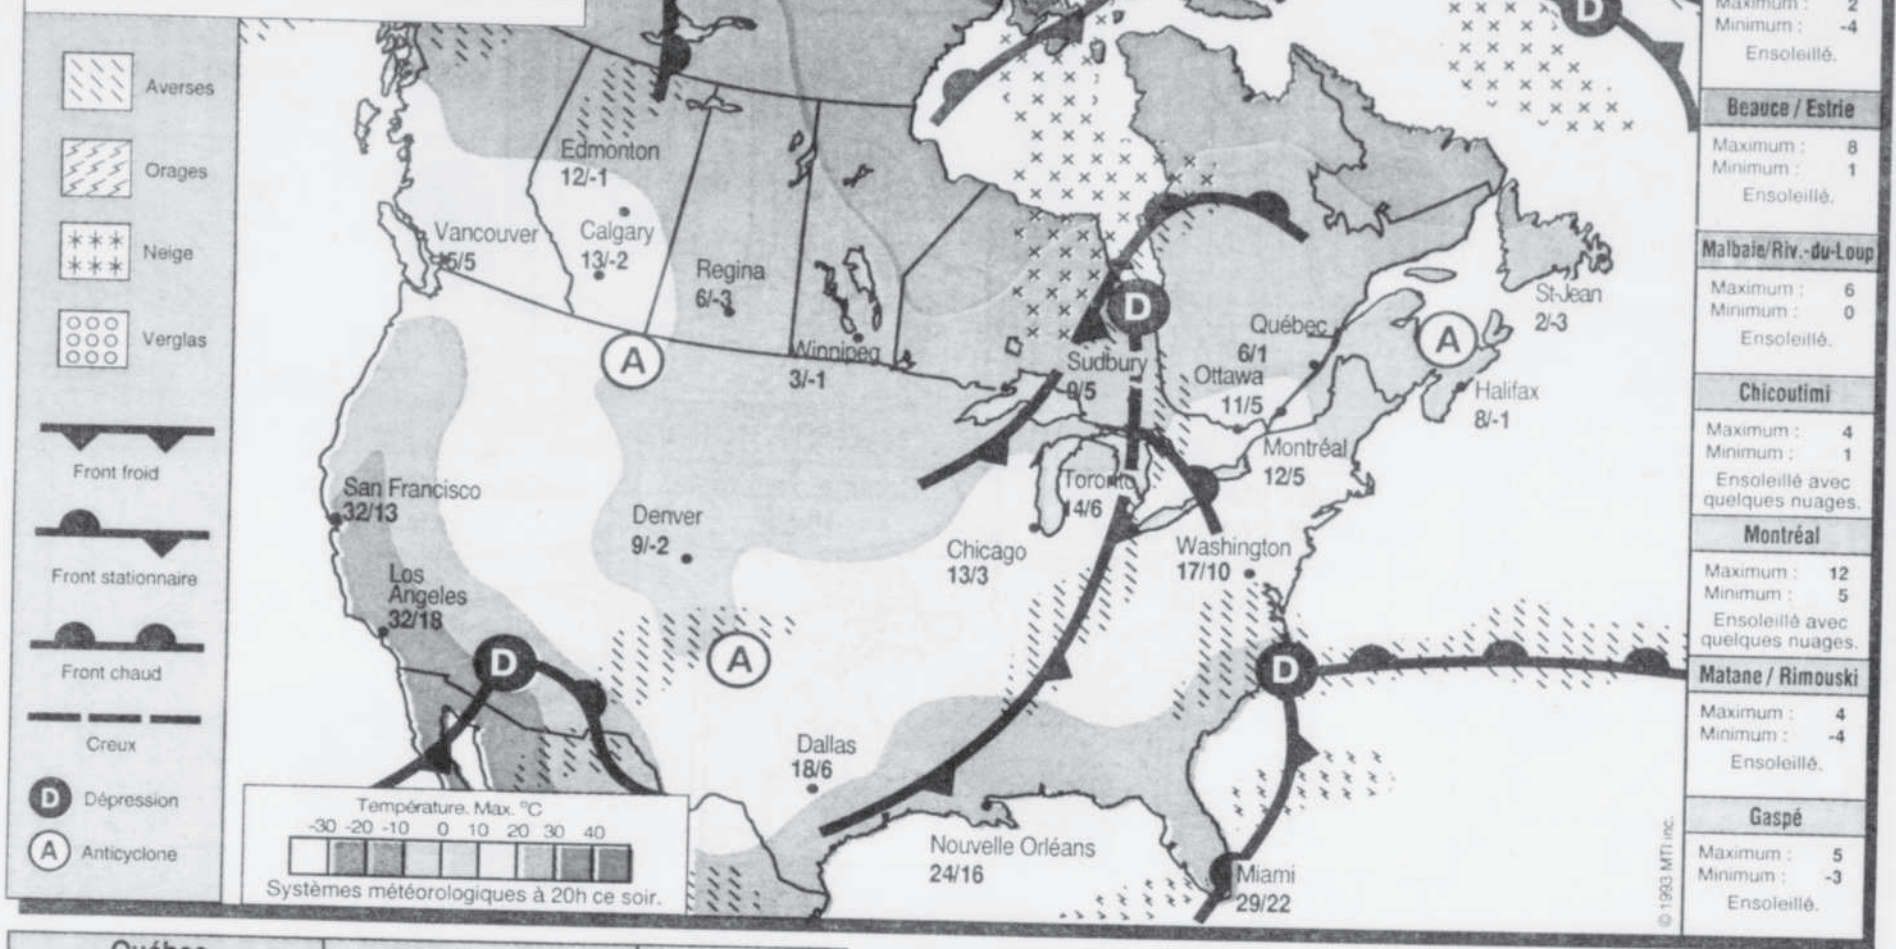 Averses
Orages
Neige
Verglas
Front froid
Front stationnaire
Front chaud
Creux
D Dépression
A Anticyclone
Température. Max. °C
-30 -20 -10 0 10 20 30 40
Systèmes météorologiques à 20h ce soir.
Edmonton
12/-1
Vancouver
15/5
Calgary
13/-2
Regina
6/-3
Winnipeg
3/-1
A
D
Sudbury
9/5
Québec
6/1
Ottawa
11/5
Montréal
12/5
A
St-Jean
2/-3
Halifax
8/-1
Toronto
14/6
San Francisco
32/13
Los
Angeles
32/18
Denver
9/-2
Chicago
13/3
Washington
17/10
D
A
D
Dallas
18/6
Nouvelle Orléans
24/16
Miami
29/22
D
© 1993 MTI inc.
Maximum : 2
Minimum : -4
Ensoleillé.
Beauce / Estrie
Maximum : 8
Minimum : 1
Ensoleillé.
Malbaie/Riv.-du-Loup
Maximum : 6
Minimum : 0
Ensoleillé.
Chicoutimi
Maximum : 4
Minimum : 1
Ensoleillé avec
quelques nuages.
Montréal
Maximum : 12
Minimum : 5
Ensoleillé avec
quelques nuages.
Matane / Rimouski
Maximum : 4
Minimum : -4
Ensoleillé.
Gaspé
Maximum : 5
Minimum : -3
Ensoleillé.
Québec